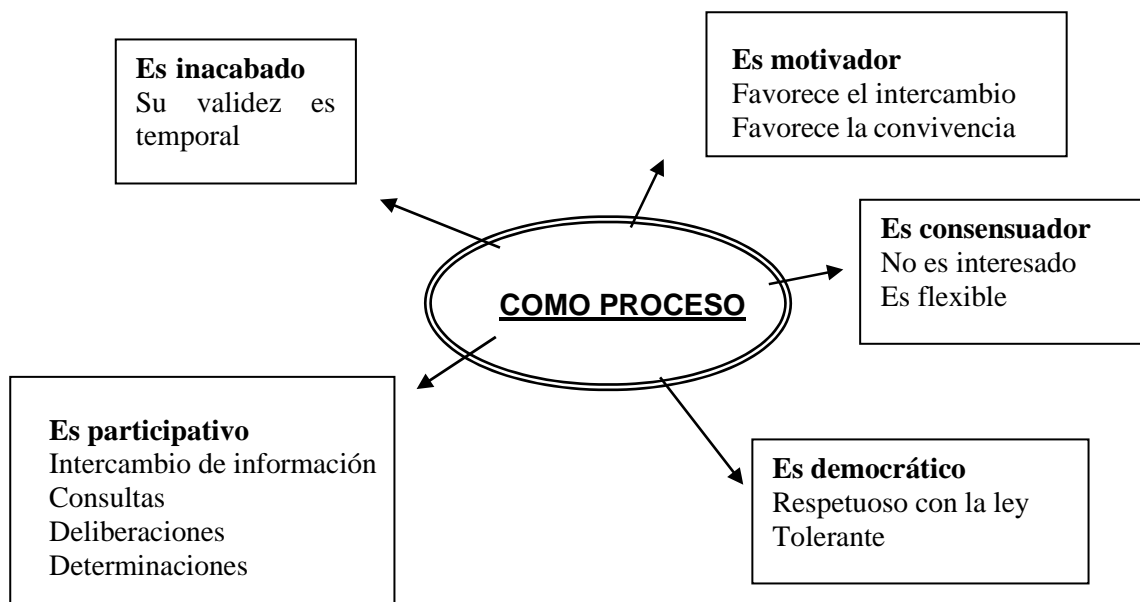 Es inacabado
Su validez es
temporal
Es motivador
Favorece el intercambio
Favorece la convivencia
Es consensuador
No es interesado
Es flexible
COMO PROCESO
Es participativo
Intercambio de información
Consultas
Deliberaciones
Determinaciones
Es democrático
Respetuoso con la ley
Tolerante